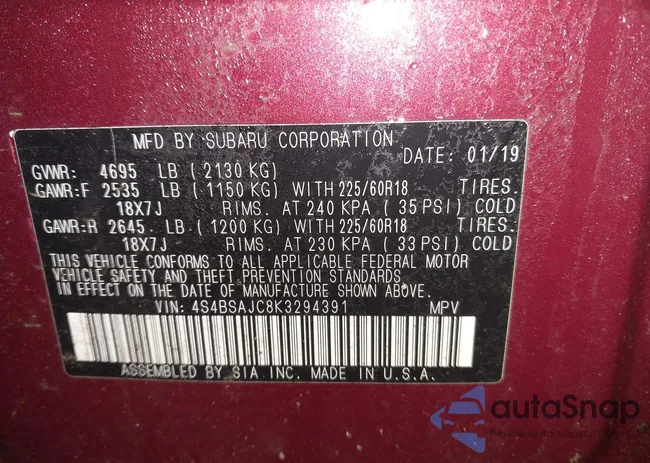 MFD BY SUBARU CORPORATION
DATE: 01/19
GVWR: 4695 LB ( 2130 KG)
GAWR:F 2535 LB ( 1150 KG) WITH 225/60R18 TIRES.
18X7J RIMS. AT 240 KPA ( 35 PSI) COLD
GAWR:R 2645 LB ( 1200 KG) WITH 225/60R18 TIRES.
18X7J RIMS. AT 230 KPA ( 33 PSI) COLD
THIS VEHICLE CONFORMS TO ALL APPLICABLE FEDERAL MOTOR
VEHICLE SAFETY AND THEFT PREVENTION STANDARDS
IN EFFECT ON THE DATE OF MANUFACTURE SHOWN ABOVE.
VIN: 4S4BSAJC8K3294391 MPV
ASSEMBLED BY SIA INC. MADE IN U.S.A.
autaSnap